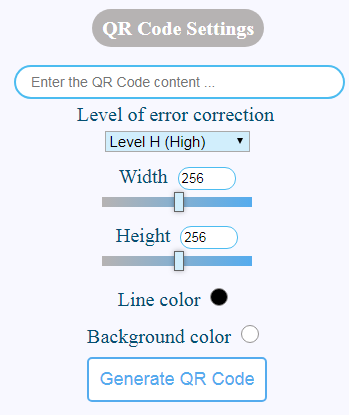 QR Code Settings
Enter the QR Code content ...
Level of error correction
Level H (High)
Width 256
Height 256
Line color
Background color
Generate QR Code